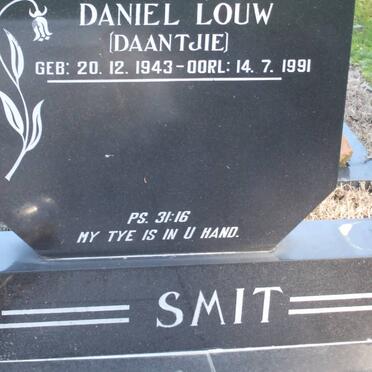 DANIEL LOUW
(DAANTJIE)
GEB: 20. 12. 1943 - OORL: 14. 7. 1991
PS. 31:16
MY TYE IS IN U HAND.
SMIT